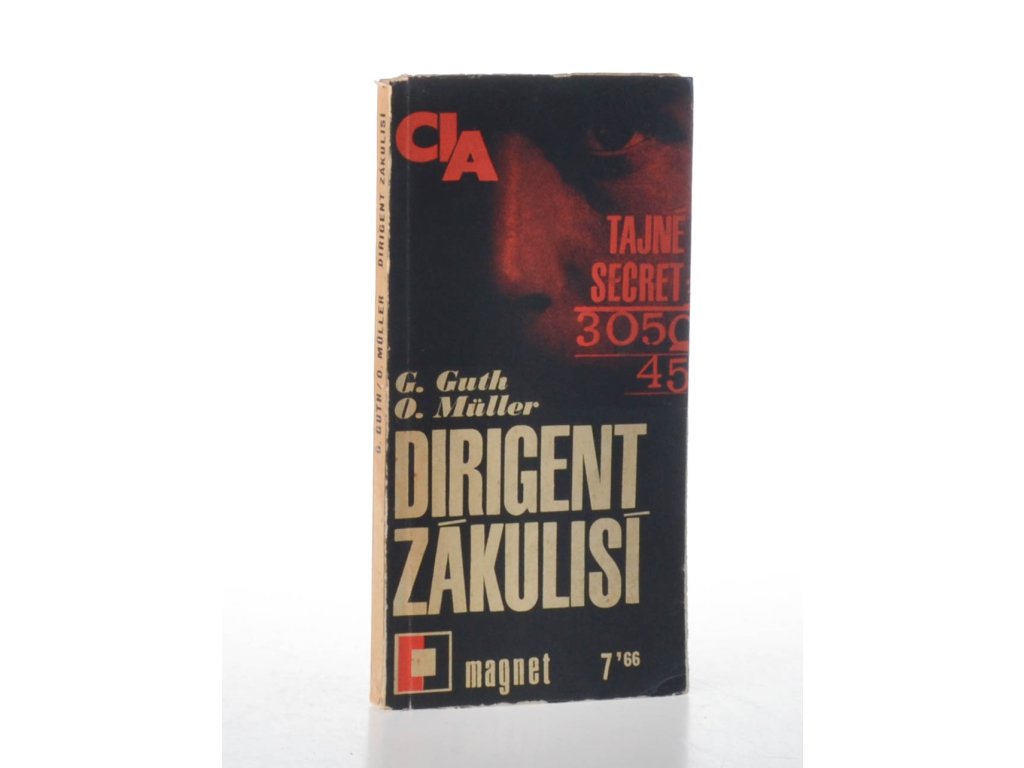 CIA
TAJNÉ
SECRET
3050
45
G. Guth
O. Müller
DIRIGENT
ZÁKULISÍ
magnet 7'66
G. GUTH / O. MÜLLER DIRIGENT ZÁKULISÍ